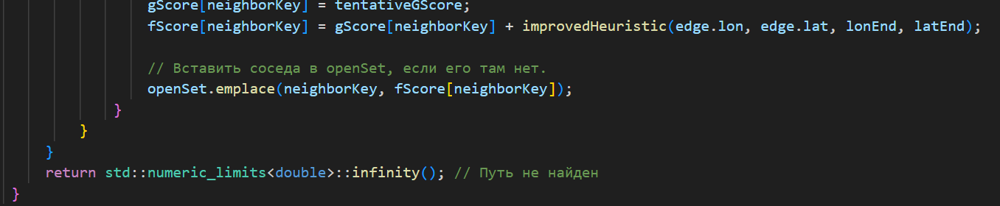 gScore[neighborKey] = tentativeGScore;
fScore[neighborKey] = gScore[neighborKey] + improvedHeuristic(edge.lon, edge.lat, lonEnd, latEnd);
// Вставить соседа в openSet, если его там нет.
openSet.emplace(neighborKey, fScore[neighborKey]);
}
}
}
return std::numeric_limits<double>::infinity(); // Путь не найден
}